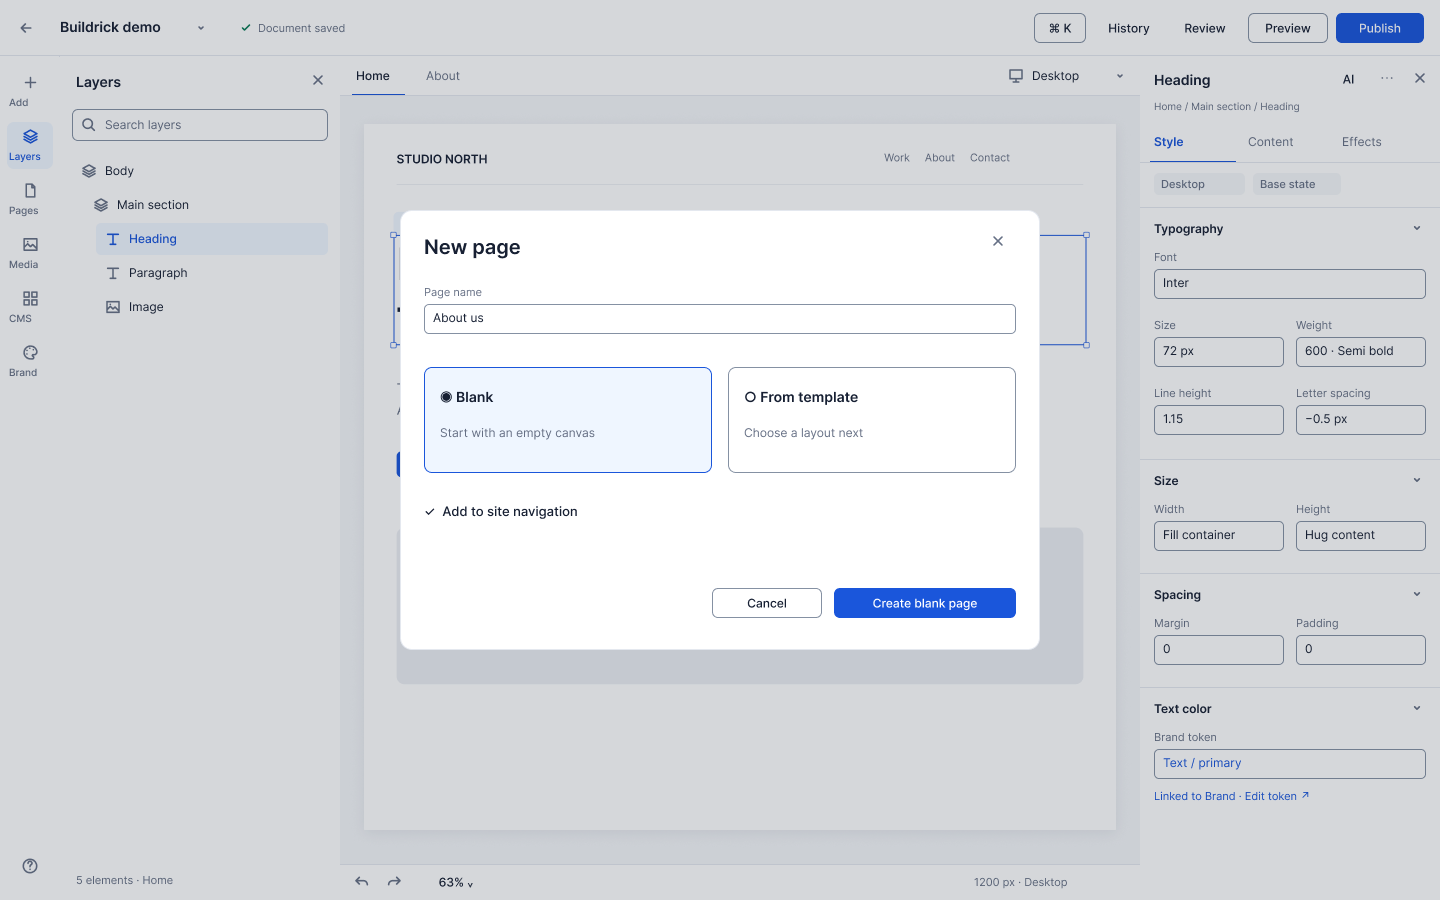 Buildrick demo
Document saved
⌘ K
History
Review
Preview
Publish
Add
Layers
Pages
Media
CMS
Brand
Layers
Search layers
Body
Main section
Heading
Paragraph
Image
5 elements · Home
Home
About
Desktop
STUDIO NORTH
Work
About
Contact
New page
Page name
About us
Blank
Start with an empty canvas
From template
Choose a layout next
Add to site navigation
Cancel
Create blank page
63%
1200 px · Desktop
Heading
AI
Home / Main section / Heading
Style
Content
Effects
Desktop
Base state
Typography
Font
Inter
Size
Weight
72 px
600 · Semi bold
Line height
Letter spacing
1.15
−0.5 px
Size
Width
Height
Fill container
Hug content
Spacing
Margin
Padding
0
0
Text color
Brand token
Text / primary
Linked to Brand · Edit token ↗